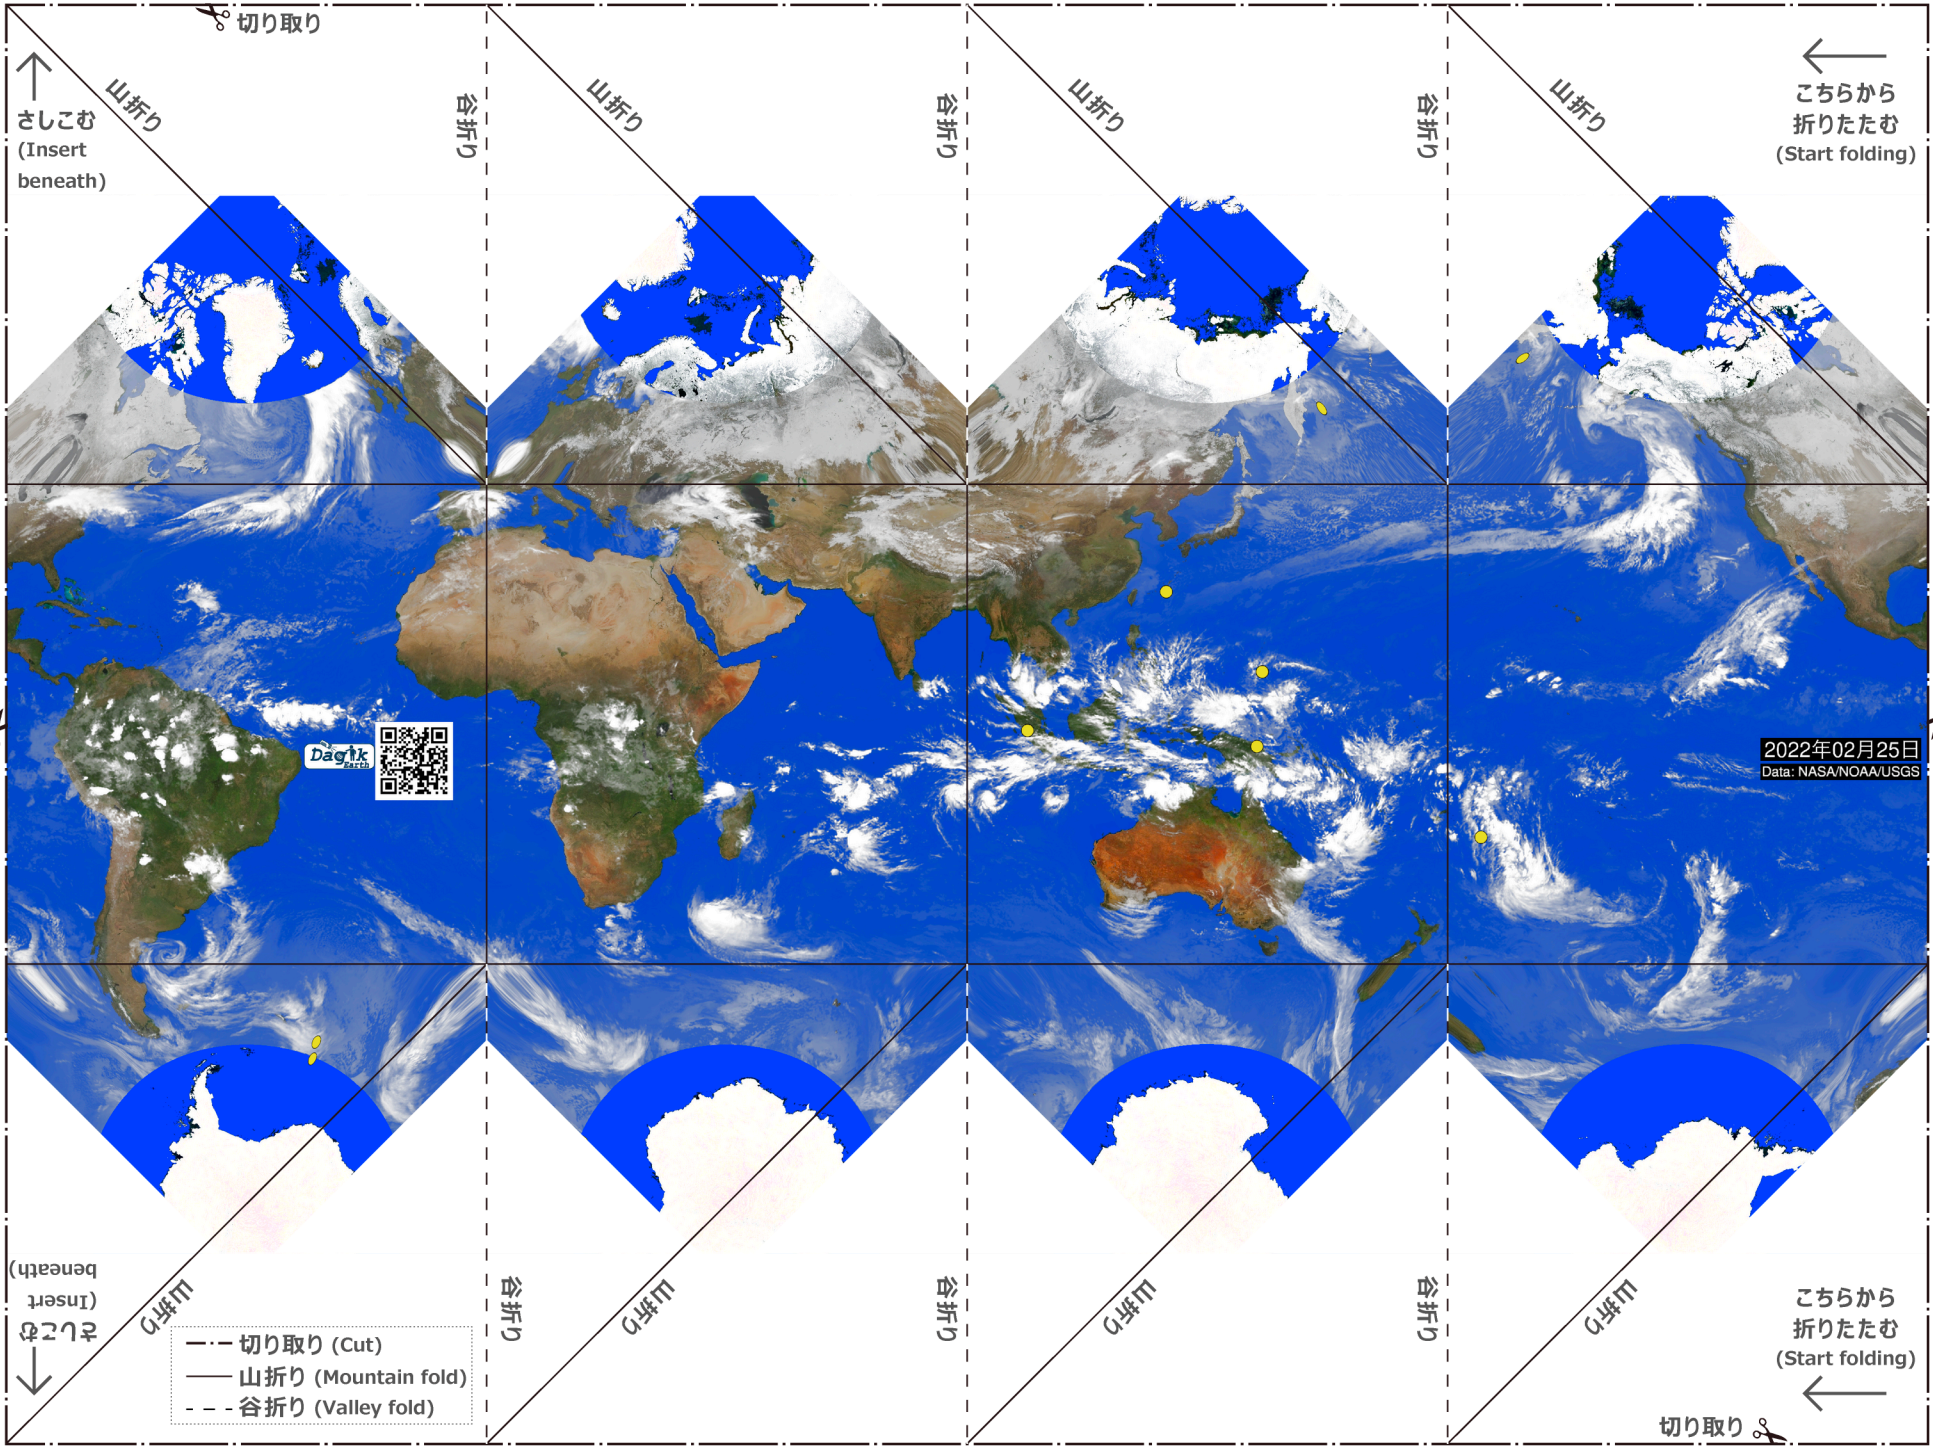 切り取り
山折り
谷折り
山折り
谷折り
山折り
谷折り
山折り
こちらから
折りたたむ
(Start folding)
さしこむ
(Insert
beneath)
Dagik
Earth
2022年02月25日
Data: NASA/NOAA/USGS
さしこむ
(Insert
beneath)
山折り
谷折り
山折り
谷折り
山折り
谷折り
山折り
こちらから
折りたたむ
(Start folding)
切り取り (Cut)
山折り (Mountain fold)
谷折り (Valley fold)
切り取り